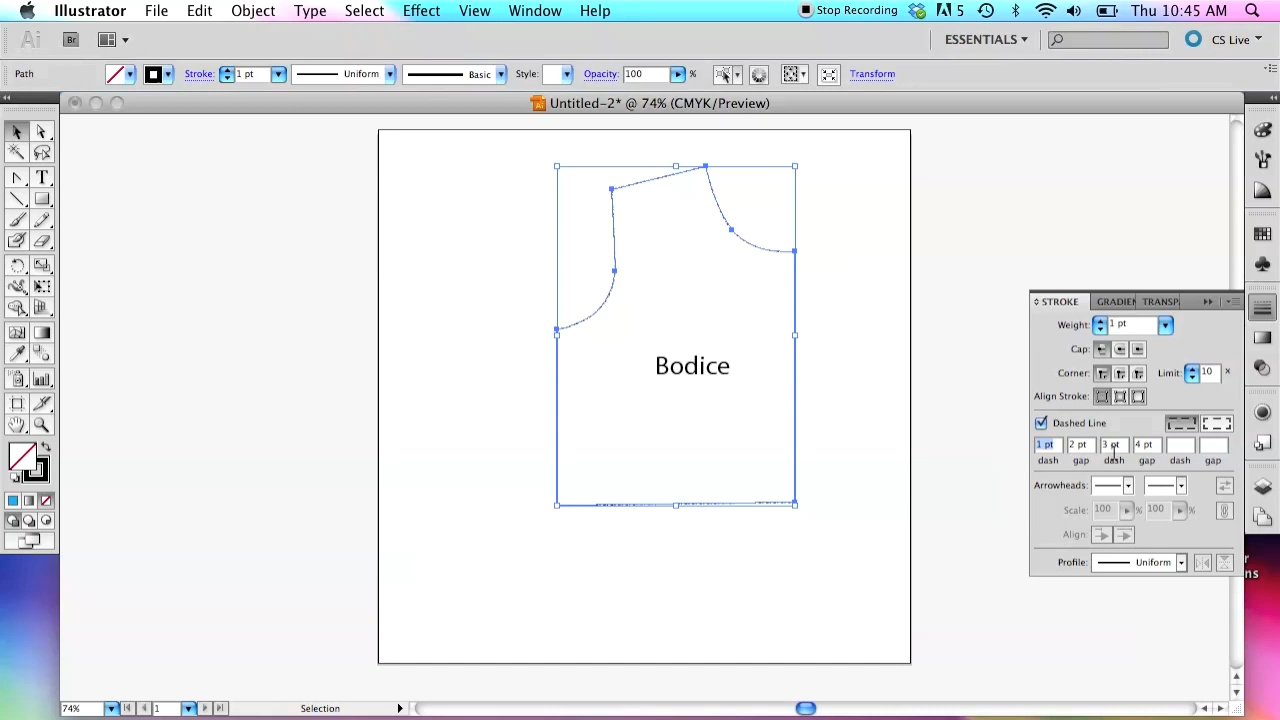 Illustrator File Edit Object Type Select Effect View Window Help Stop Recording 5 Thu 10:45 AM
Ai Br ESSENTIALS CS Live
Path Stroke: 1 pt Uniform Basic Style: Opacity: 100 % Transform
Untitled-2* @ 74% (CMYK/Preview)
Bodice
STROKE GRADIEN TRANSP
Weight: 1 pt
Cap:
Corner: Limit: 10 x
Align Stroke:
Dashed Line
1 pt 2 pt 3 pt 4 pt
dash gap dash gap dash gap
Arrowheads:
Scale: 100 % 100 %
Align:
Profile: Uniform
74% 1 Selection